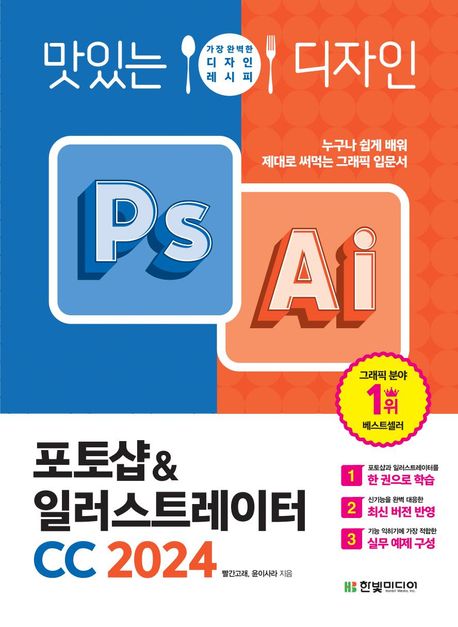 맛있는
가장 완벽한
디자인
레시피
디자인
누구나 쉽게 배워
제대로 써먹는 그래픽 입문서
Ps
Ai
그래픽 분야
1위
베스트셀러
포토샵 &
일러스트레이터
CC 2024
빨간고래, 윤이사라 지음
1 포토샵과 일러스트레이터를
한 권으로 학습
2 신기능을 완벽 대응한
최신 버전 반영
3 기능 익히기에 가장 적합한
실무 예제 구성
HB 한빛미디어
Hanbit Media, Inc.